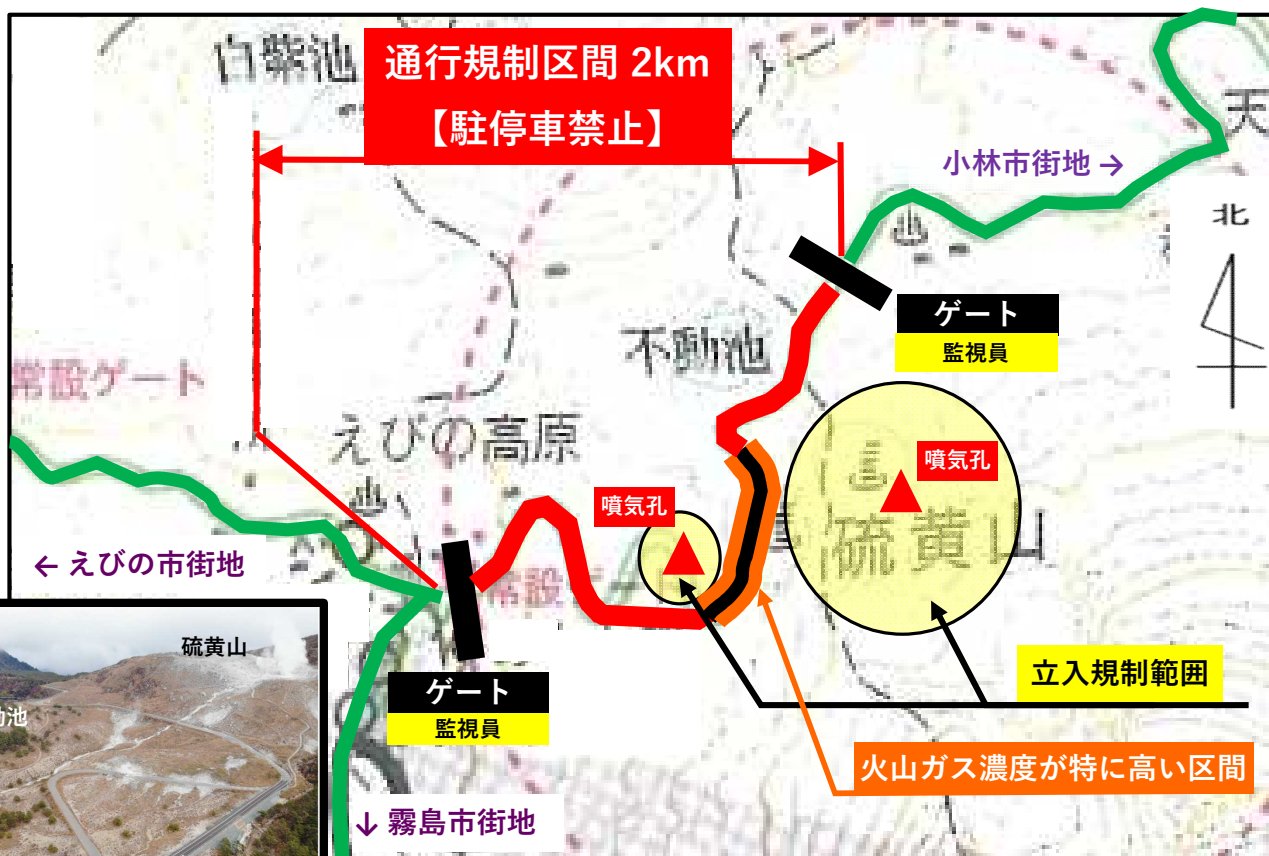 白紫池
通行規制区間 2km
【駐停車禁止】
天
小林市街地 →
北
ゲート
監視員
不動池
常設ゲート
えびの高原
噴気孔
噴気孔
硫黄山
← えびの市街地
常設
硫黄山
動池
ゲート
監視員
立入規制範囲
火山ガス濃度が特に高い区間
↓ 霧島市街地